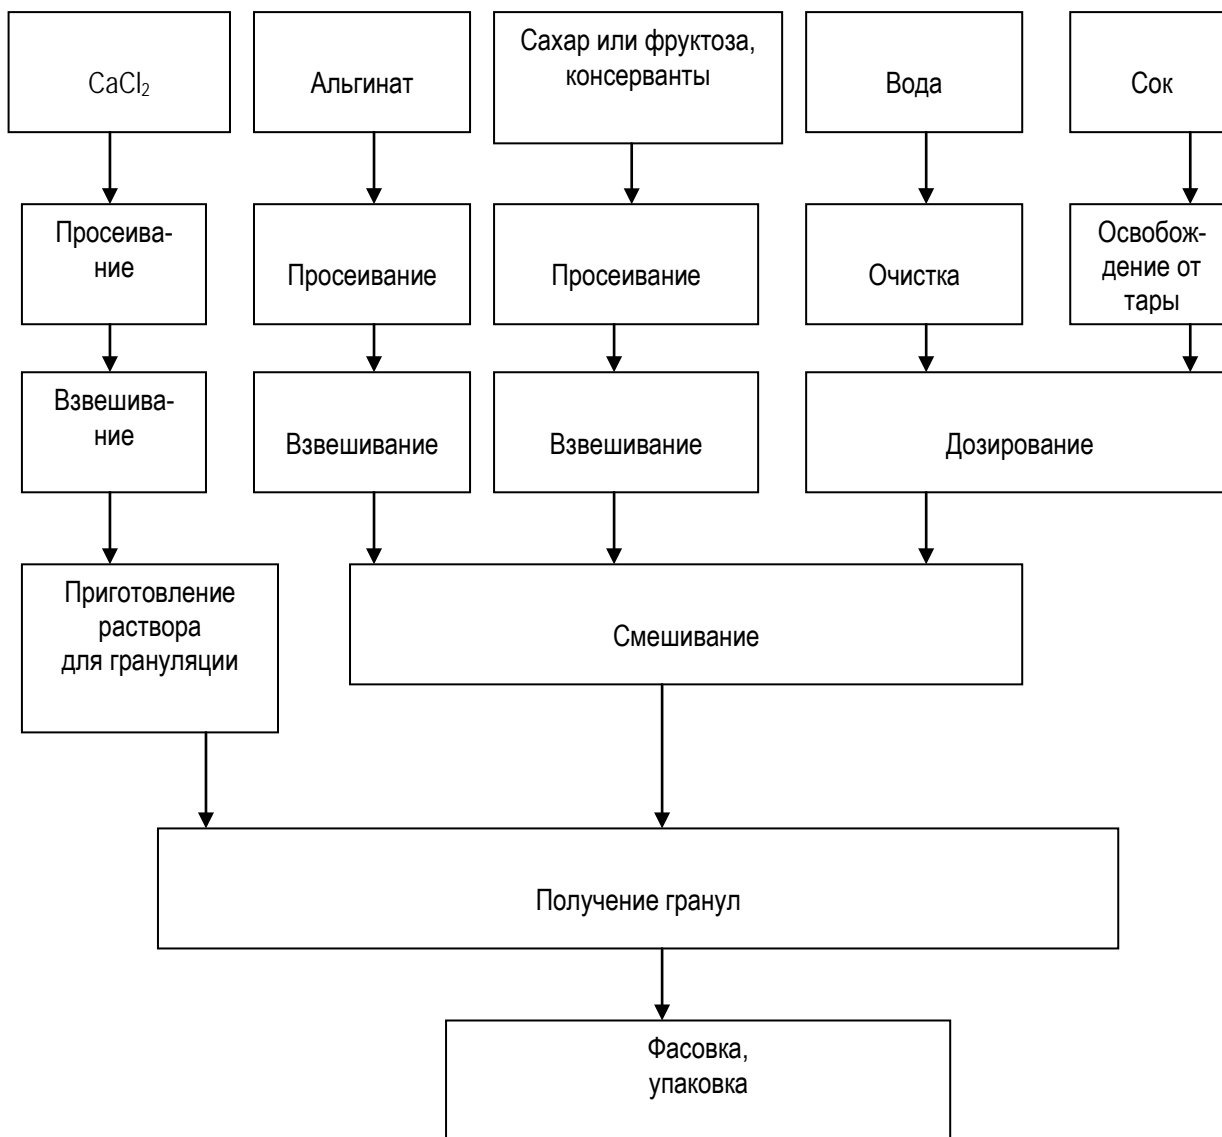 CaCl₂
Альгинат
Сахар или фруктоза,
консерванты
Вода
Сок
Просеива-
ние
Просеивание
Просеивание
Очистка
Освобож-
дение от
тары
Взвешива-
ние
Взвешивание
Взвешивание
Дозирование
Приготовление
раствора
для грануляции
Смешивание
Получение гранул
Фасовка,
упаковка